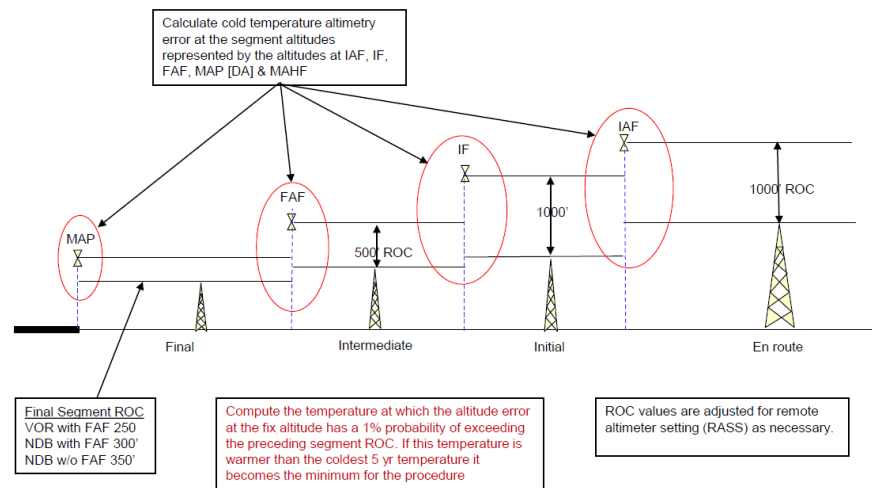 Calculate cold temperature altimetry
error at the segment altitudes
represented by the altitudes at IAF, IF,
FAF, MAP [DA] & MAHF
IAF
IF
1000' ROC
FAF
1000'
MAP
500' ROC
Final
Intermediate
Initial
En route
Final Segment ROC
VOR with FAF 250
NDB with FAF 300'
NDB w/o FAF 350'
Compute the temperature at which the altitude error
at the fix altitude has a 1% probability of exceeding
the preceding segment ROC. If this temperature is
warmer than the coldest 5 yr temperature it
becomes the minimum for the procedure
ROC values are adjusted for remote
altimeter setting (RASS) as necessary.